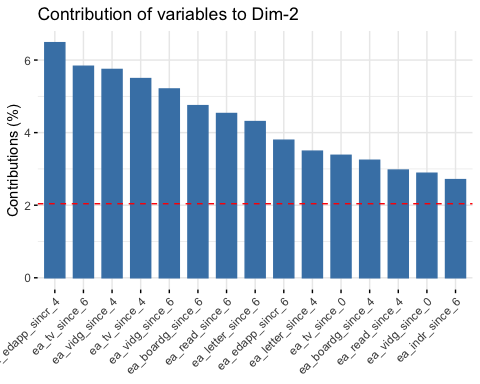 Contribution of variables to Dim-2
Contributions (%)
6
4
2
0
_edapp_sincr_4
ea_tv_since_6
ea_vidg_since_4
ea_tv_since_4
ea_vidg_since_6
ea_boardg_since_6
ea_read_since_6
ea_letter_since_6
ea_edapp_sincr_6
ea_letter_since_4
ea_tv_since_0
ea_boardg_since_4
ea_read_since_4
ea_vidg_since_0
ea_indr_since_6